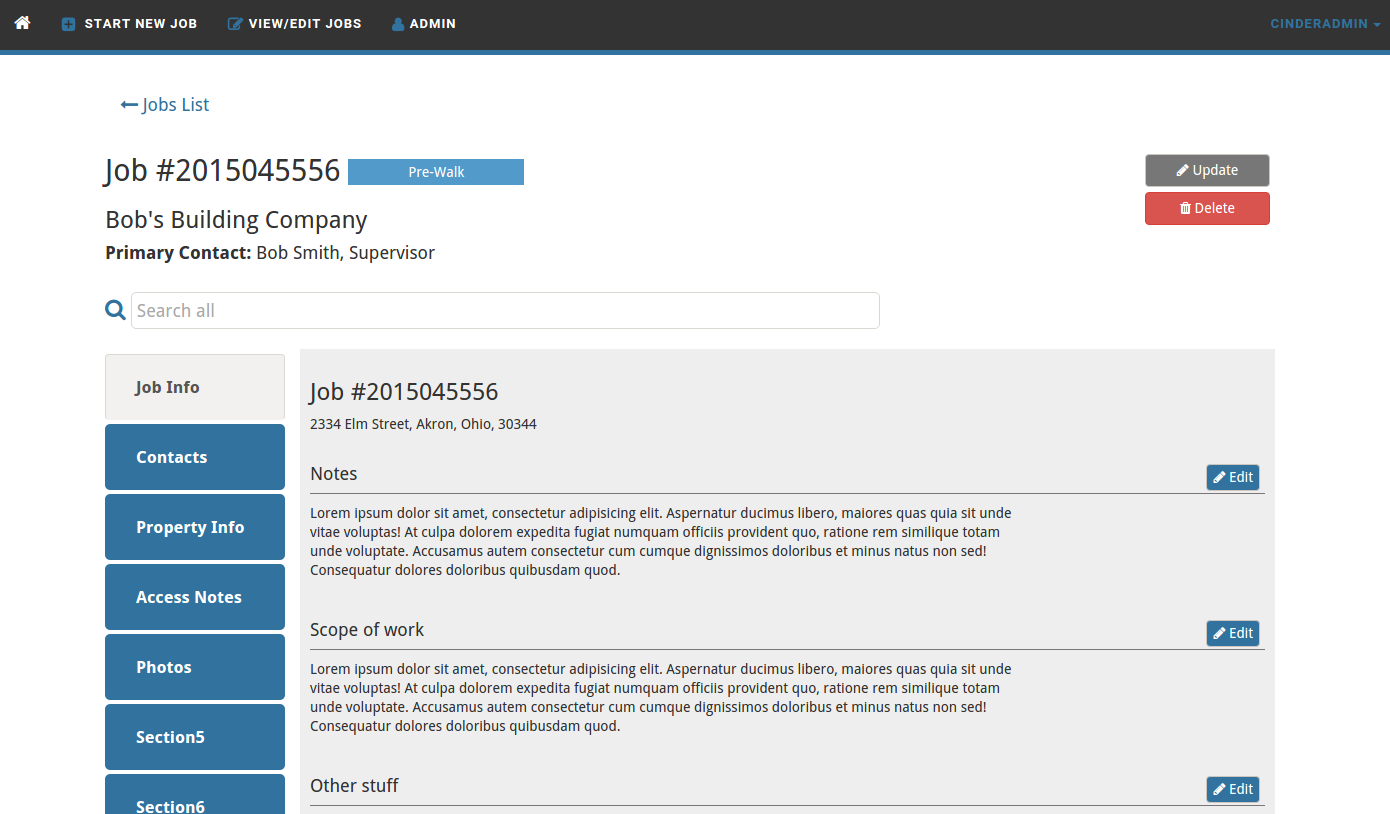 START NEW JOB VIEW/EDIT JOBS ADMIN CINDERADMIN
Jobs List
Job #2015045556 Pre-Walk
Update
Delete
Bob's Building Company
Primary Contact: Bob Smith, Supervisor
Search all
Job Info
Contacts
Property Info
Access Notes
Photos
Section5
Section6
Job #2015045556
2334 Elm Street, Akron, Ohio, 30344
Notes Edit
Lorem ipsum dolor sit amet, consectetur adipisicing elit. Aspernatur ducimus libero, maiores quas quia sit unde
vitae voluptas! At culpa dolorem expedita fugiat numquam officiis provident quo, ratione rem similique totam
unde voluptate. Accusamus autem consectetur cum cumque dignissimos doloribus et minus natus non sed!
Consequatur dolores doloribus quibusdam quod.
Scope of work Edit
Lorem ipsum dolor sit amet, consectetur adipisicing elit. Aspernatur ducimus libero, maiores quas quia sit unde
vitae voluptas! At culpa dolorem expedita fugiat numquam officiis provident quo, ratione rem similique totam
unde voluptate. Accusamus autem consectetur cum cumque dignissimos doloribus et minus natus non sed!
Consequatur dolores doloribus quibusdam quod.
Other stuff Edit